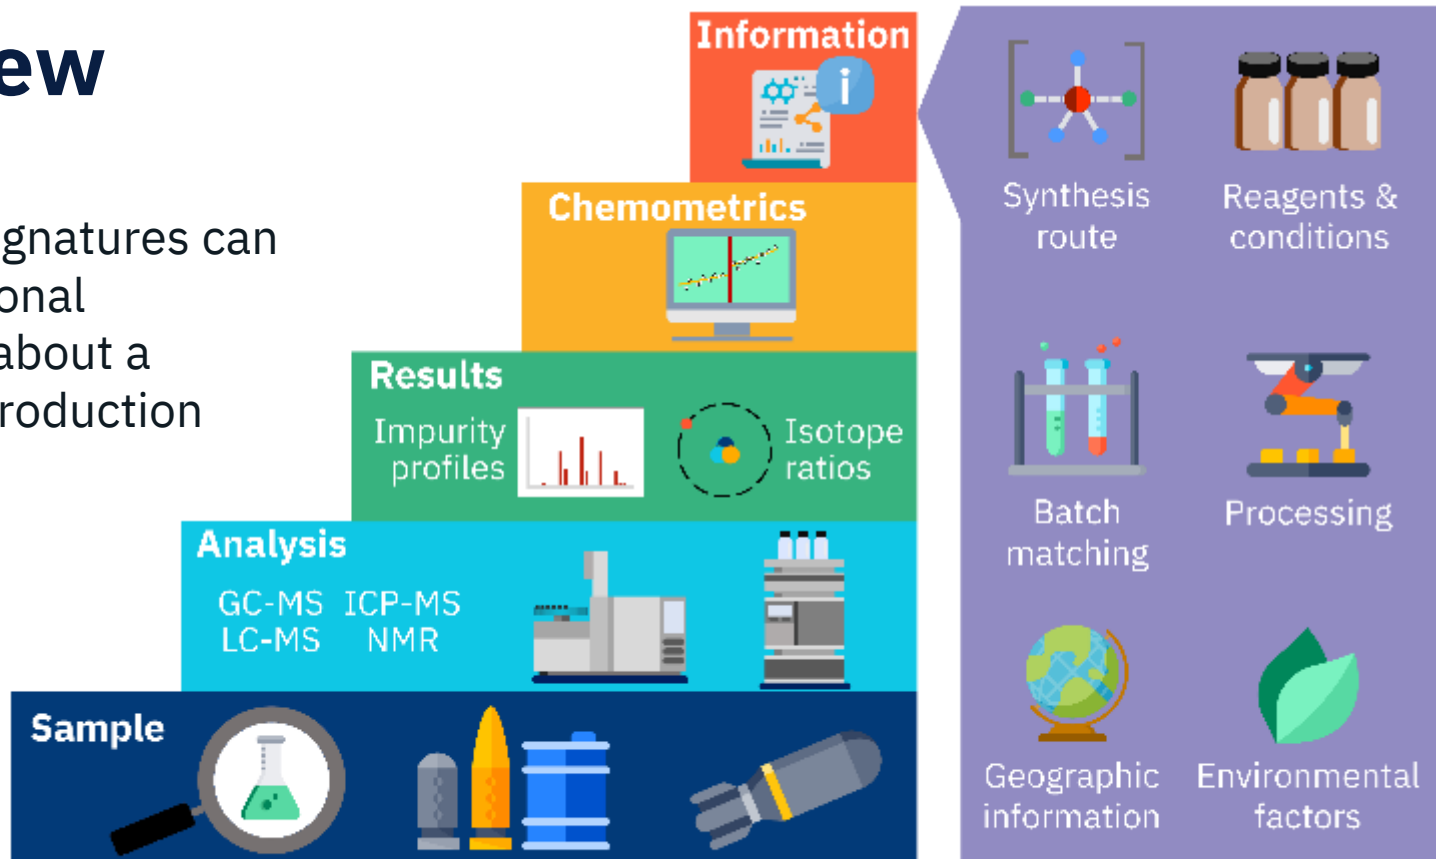 ew
gnatures can
onal
about a
roduction
Information
Chemometrics
Results
Impurity
profiles
Isotope
ratios
Analysis
GC-MS ICP-MS
LC-MS NMR
Sample
Synthesis
route
Reagents &
conditions
Batch
matching
Processing
Geographic
information
Environmental
factors